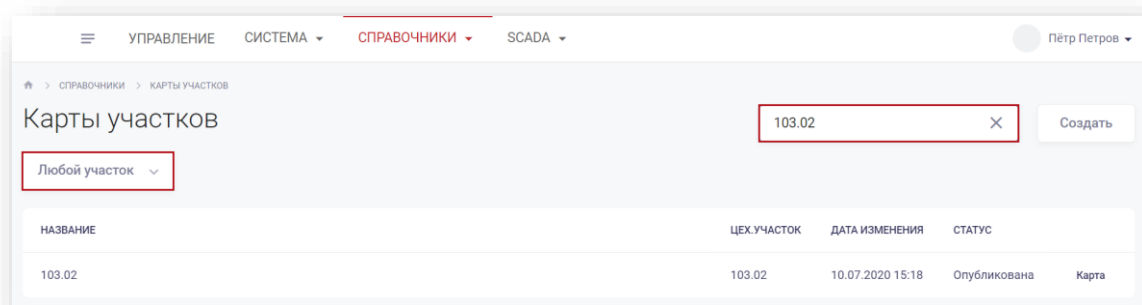 УПРАВЛЕНИЕ СИСТЕМА СПРАВОЧНИКИ SCADA Пётр Петров
> СПРАВОЧНИКИ > КАРТЫ УЧАСТКОВ
Карты участков 103.02 Создать
Любой участок
НАЗВАНИЕ ЦЕХ.УЧАСТОК ДАТА ИЗМЕНЕНИЯ СТАТУС
103.02 103.02 10.07.2020 15:18 Опубликована Карта